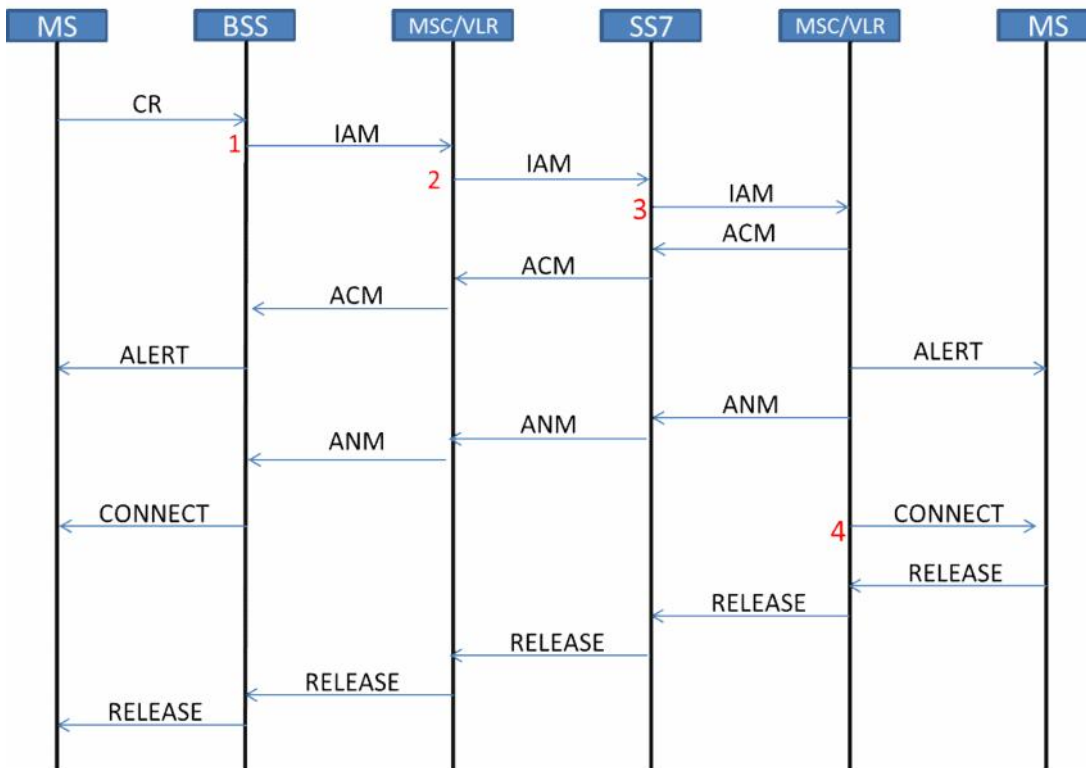 MS BSS MSC/VLR SS7 MSC/VLR MS
CR
1 IAM
2 IAM
3 IAM
ACM
ACM
ACM
ALERT ALERT
ANM
ANM
ANM
CONNECT 4 CONNECT
RELEASE
RELEASE
RELEASE
RELEASE
RELEASE